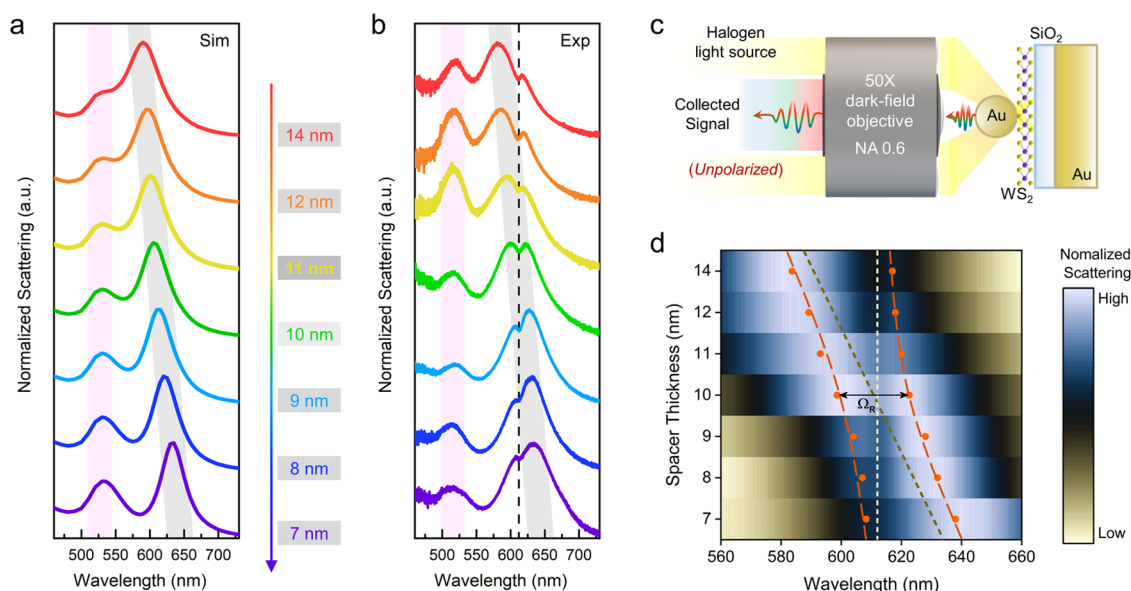 a
Sim
Normalized Scattering (a.u.)
500 550 600 650 700
Wavelength (nm)
14 nm
12 nm
11 nm
10 nm
9 nm
8 nm
7 nm
b
Exp
Normalized Scattering (a.u.)
500 550 600 650 700
Wavelength (nm)
c
Halogen
light source
Collected
Signal
(Unpolarized)
50X
dark-field
objective
NA 0.6
Au
SiO2
WS2
Au
d
Spacer Thickness (nm)
14
12
11
10
9
8
7
ΩR
560 580 600 620 640 660
Wavelength (nm)
Nomalized
Scattering
High
Low